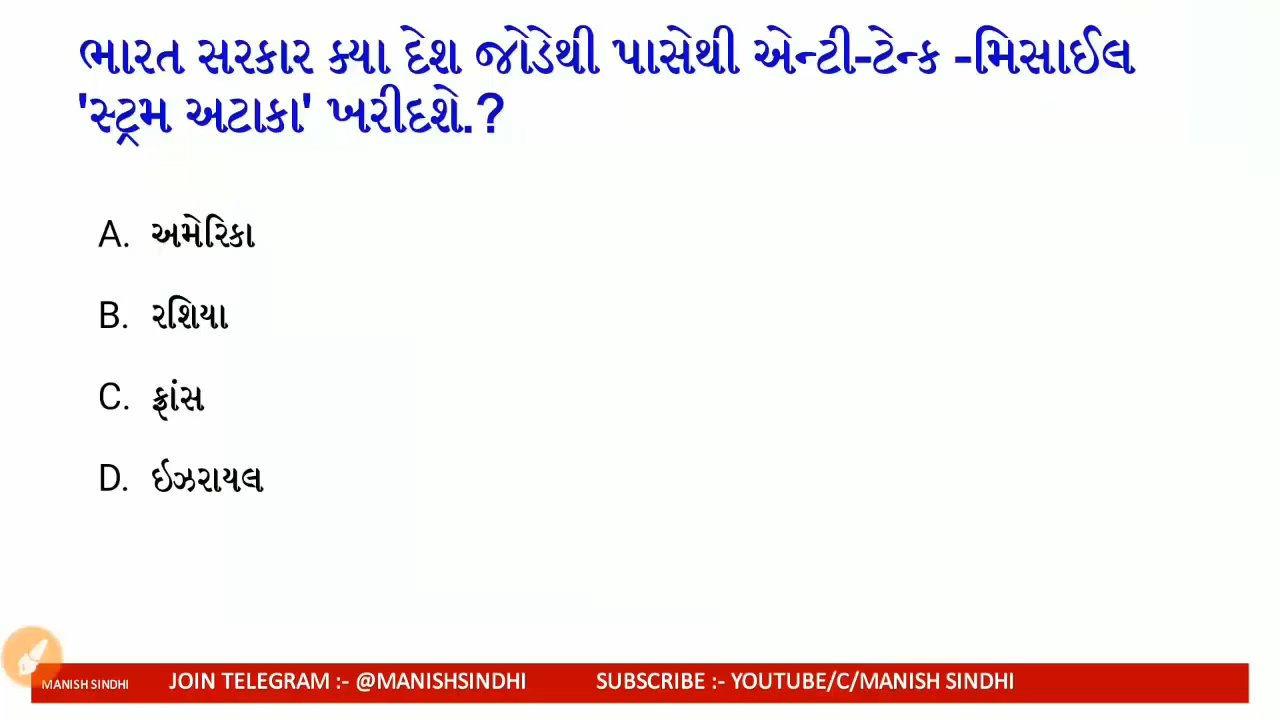 ભારત સરકાર ક્યા દેશ જોડેથી પાસેથી એન્ટી-ટેન્ક -મિસાઈલ
'સ્ટ્રમ અટાકા' ખરીદશે.?
A. અમેરિકા
B. રશિયા
C. ફ્રાંસ
D. ઇઝરાયલ
MANISH SINDHI JOIN TELEGRAM :- @MANISHSINDHI SUBSCRIBE :- YOUTUBE/C/MANISH SINDHI